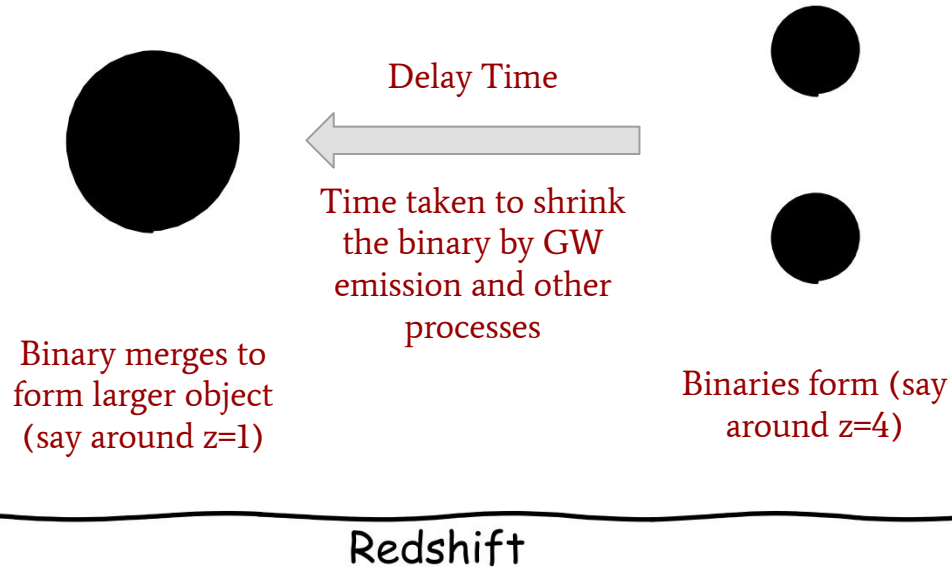 Delay Time
Time taken to shrink
the binary by GW
emission and other
processes
Binary merges to
form larger object
(say around z=1)
Binaries form (say
around z=4)
Redshift